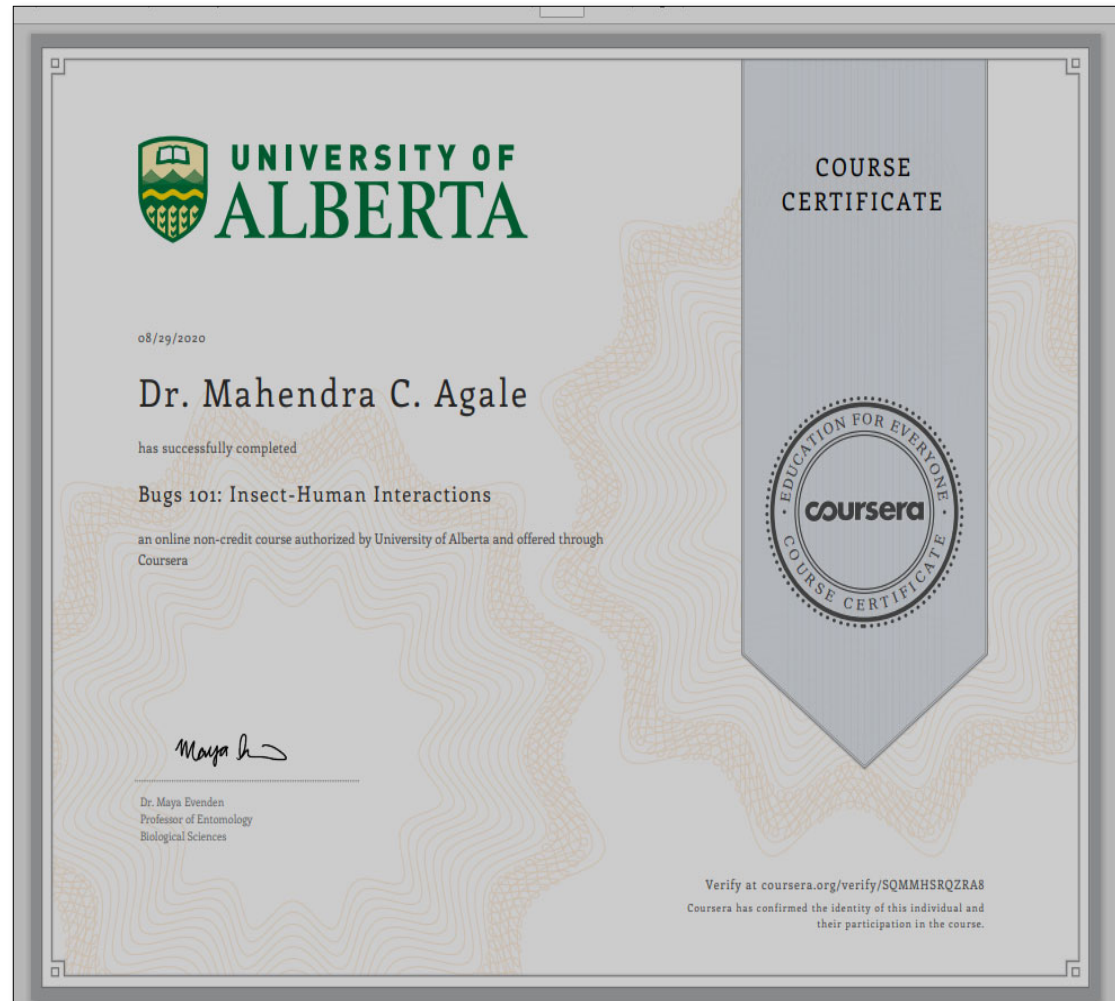 UNIVERSITY OF
ALBERTA
COURSE
CERTIFICATE
08/29/2020
Dr. Mahendra C. Agale
has successfully completed
Bugs 101: Insect-Human Interactions
an online non-credit course authorized by University of Alberta and offered through
Coursera
EDUCATION FOR EVERYONE
coursera
COURSE CERTIFICATE
Maya
Dr. Maya Evenden
Professor of Entomology
Biological Sciences
Verify at coursera.org/verify/SQMMHSRQZRA8
Coursera has confirmed the identity of this individual and
their participation in the course.